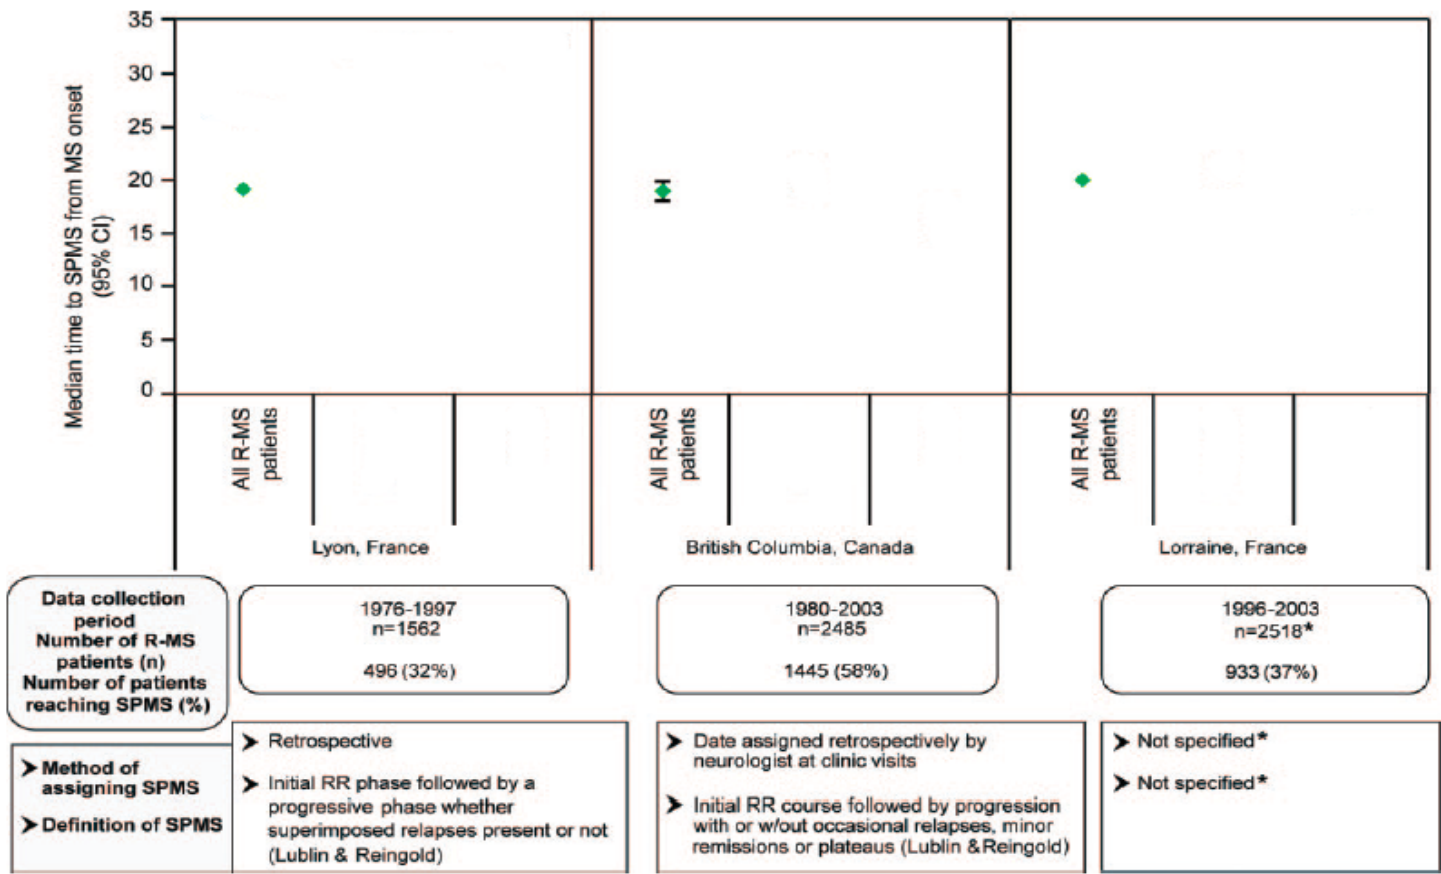 35
30
25
20
15
10
5
0
Median time to SPMS from MS onset
(95% CI)
All R-MS
patients
All R-MS
patients
All R-MS
patients
Lyon, France
British Columbia, Canada
Lorraine, France
Data collection
period
Number of R-MS
patients (n)
Number of patients
reaching SPMS (%)
1976-1997
n=1562
496 (32%)
1980-2003
n=2485
1445 (58%)
1996-2003
n=2518*
933 (37%)
➤ Method of
assigning SPMS
➤ Definition of SPMS
➤ Retrospective
➤ Initial RR phase followed by a
progressive phase whether
superimposed relapses present or not
(Lublin & Reingold)
➤ Date assigned retrospectively by
neurologist at clinic visits
➤ Initial RR course followed by progression
with or w/out occasional relapses, minor
remissions or plateaus (Lublin &Reingold)
➤ Not specified*
➤ Not specified*